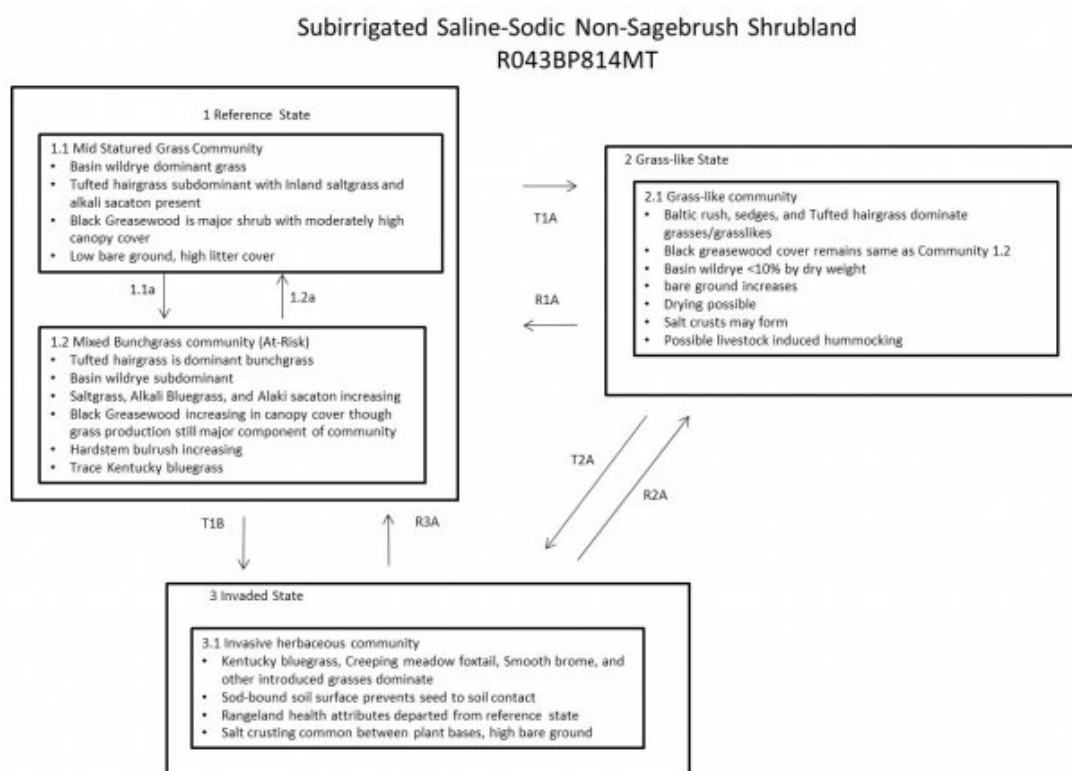 Subirrigated Saline-Sodic Non-Sagebrush Shrubland
R043BP814MT
1 Reference State
1.1 Mid Statured Grass Community
• Basin wildrye dominant grass
• Tufted hairgrass subdominant with Inland saltgrass and
alkali sacaton present
• Black Greasewood is major shrub with moderately high
canopy cover
• Low bare ground, high litter cover
1.1a
1.2a
1.2 Mixed Bunchgrass community (At-Risk)
• Tufted hairgrass is dominant bunchgrass
• Basin wildrye subdominant
• Saltgrass, Alkali Bluegrass, and Alaki sacaton increasing
• Black Greasewood increasing in canopy cover though
grass production still major component of community
• Hardstem bulrush increasing
• Trace Kentucky bluegrass
T1A
R1A
2 Grass-like State
2.1 Grass-like community
• Baltic rush, sedges, and Tufted hairgrass dominate
grasses/grasslikes
• Black greasewood cover remains same as Community 1.2
• Basin wildrye <10% by dry weight
• bare ground increases
• Drying possible
• Salt crusts may form
• Possible livestock induced hummocking
T2A
R2A
T1B
R3A
3 Invaded State
3.1 Invasive herbaceous community
• Kentucky bluegrass, Creeping meadow foxtail, Smooth brome, and
other introduced grasses dominate
• Sod-bound soil surface prevents seed to soil contact
• Rangeland health attributes departed from reference state
• Salt crusting common between plant bases, high bare ground